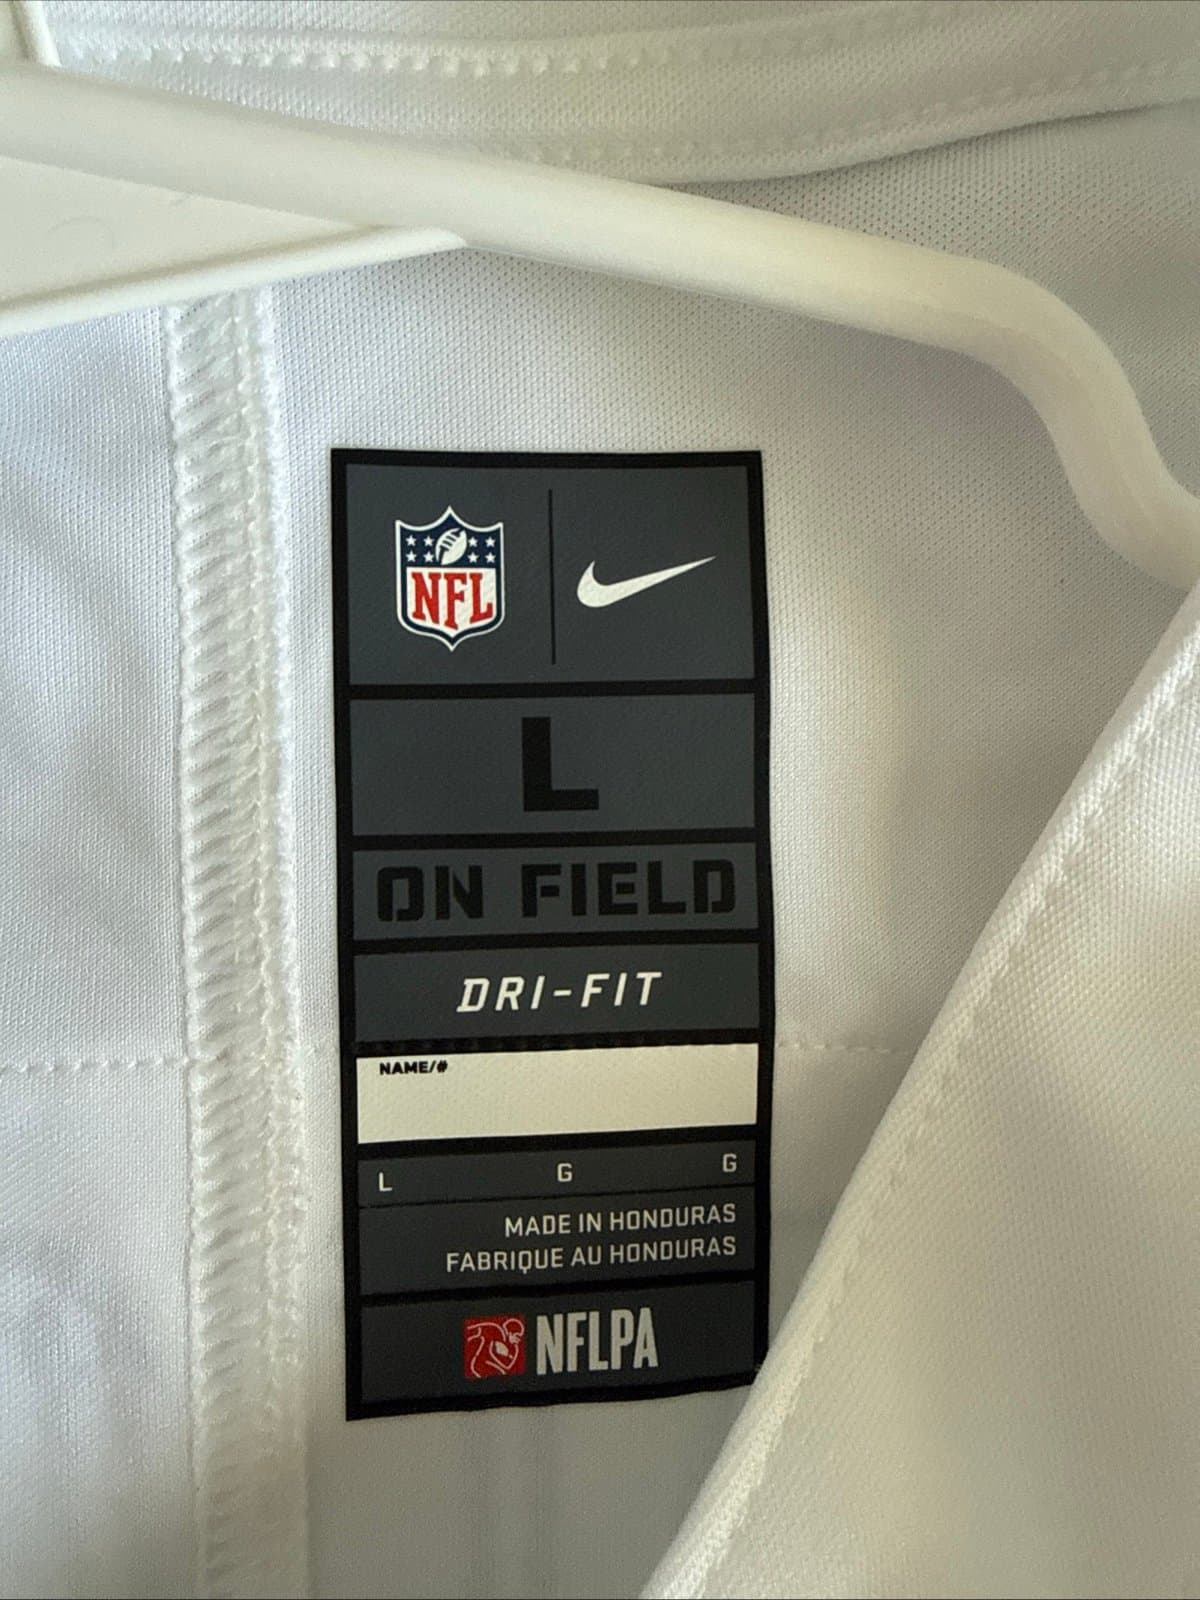 NFL
L
ON FIELD
DRI-FIT
NAME/#
L G G
MADE IN HONDURAS
FABRIQUE AU HONDURAS
NFLPA